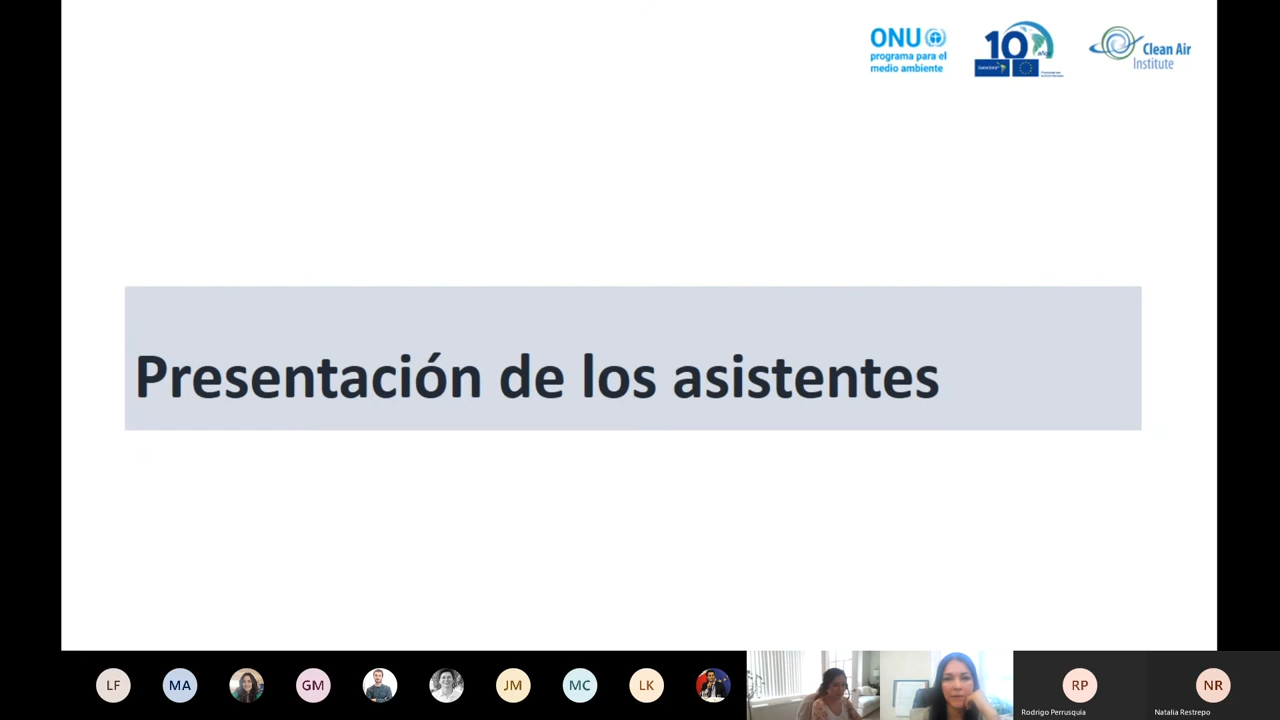 ONU
programa para el
medio ambiente
10
años
Clean Air
Institute
Presentación de los asistentes
LF
MA
GM
JM
MC
LK
RP
Rodrigo Perrusquia
NR
Natalia Restrepo